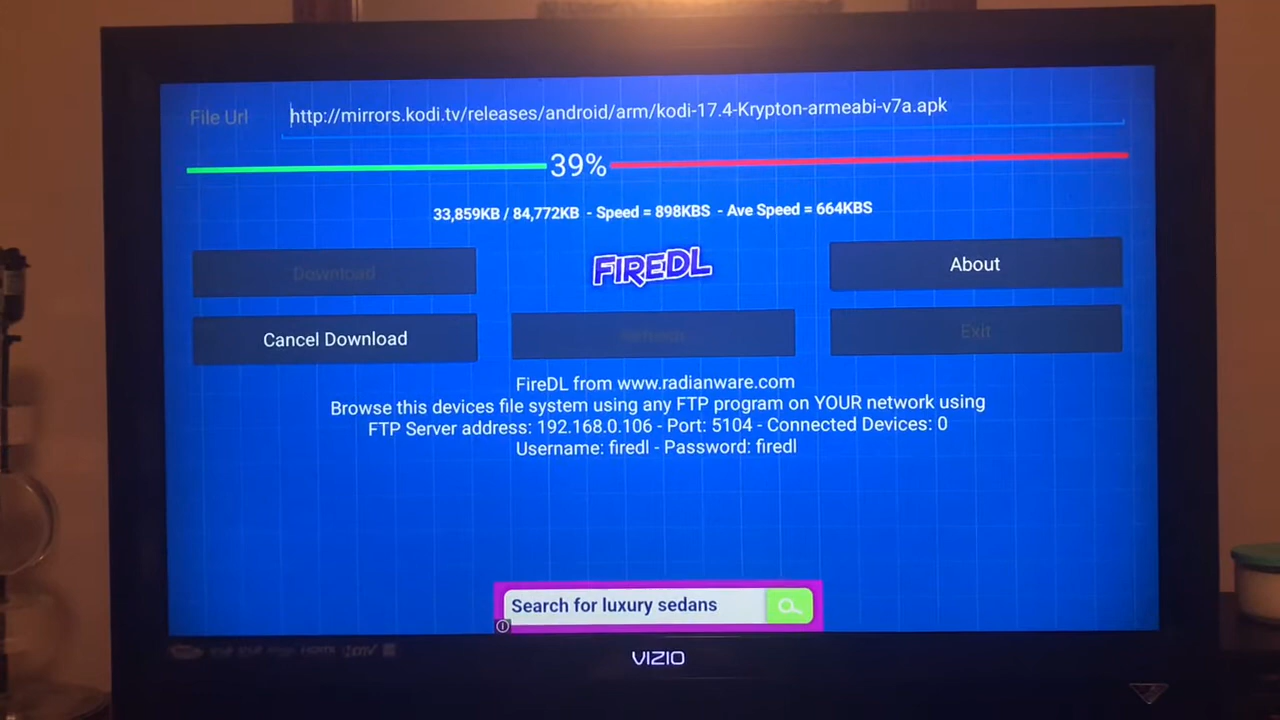 File Url http://mirrors.kodi.tv/releases/android/arm/kodi-17.4-Krypton-armeabi-v7a.apk
39%
33,859KB / 84,772KB - Speed = 898KBS - Ave Speed = 664KBS
Download
FIREDL
About
Cancel Download
Exit
FireDL from www.radianware.com
Browse this devices file system using any FTP program on YOUR network using
FTP Server address: 192.168.0.106 - Port: 5104 - Connected Devices: 0
Username: firedl - Password: firedl
Search for luxury sedans
VIZIO